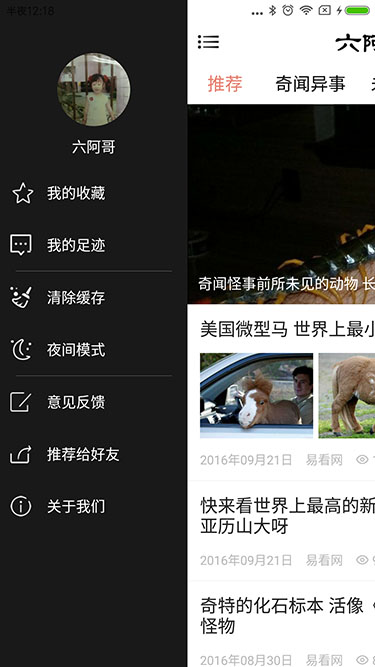 半夜12:18
六阿哥
我的收藏
我的足迹
清除缓存
夜间模式
意见反馈
推荐给好友
关于我们
六阿
推荐
奇闻异事
奇闻怪事前所未见的动物 长
美国微型马 世界上最小
2016年09月21日 易看网
快来看世界上最高的新
亚历山大呀
2016年09月21日 易看网
奇特的化石标本 活像《
怪物
2016年08月30日 易看网